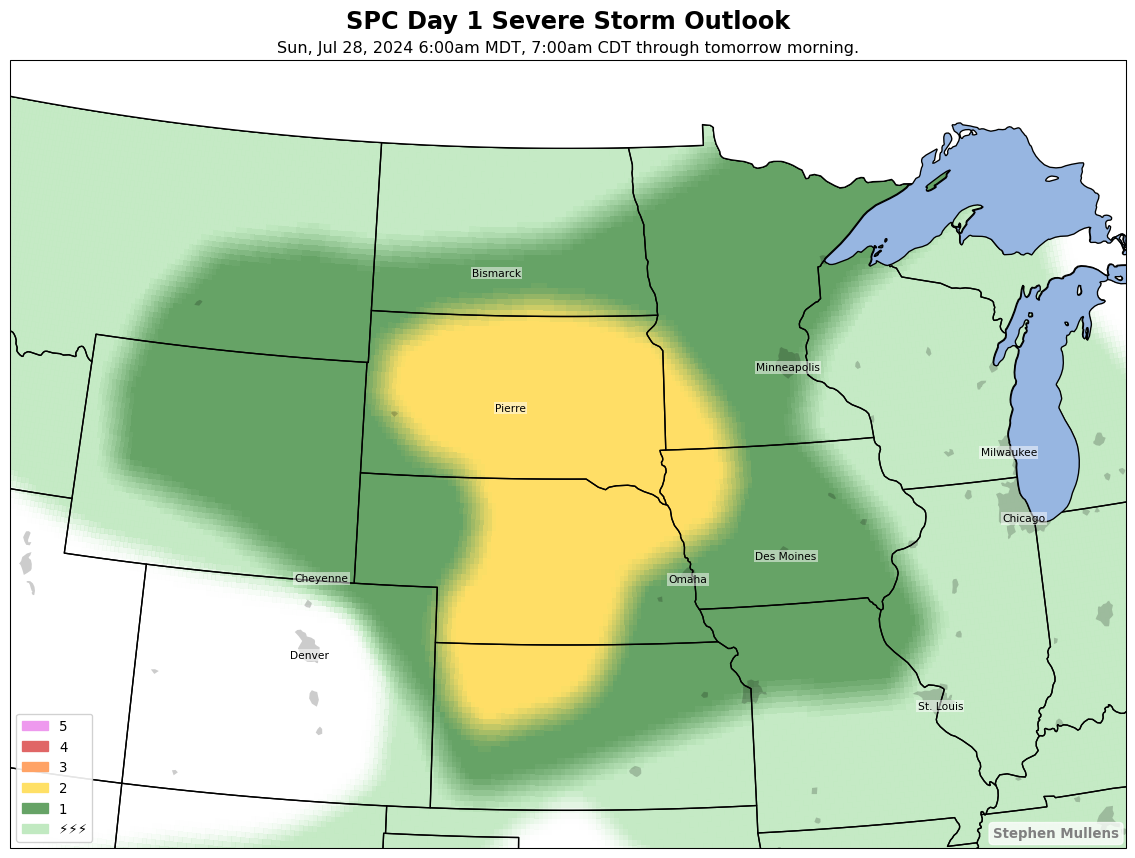 SPC Day 1 Severe Storm Outlook
Sun, Jul 28, 2024 6:00am MDT, 7:00am CDT through tomorrow morning.
Bismarck
Minneapolis
Pierre
Milwaukee
Chicago
Des Moines
Cheyenne
Omaha
Denver
St. Louis
5
4
3
2
1
⚡⚡⚡
Stephen Mullens